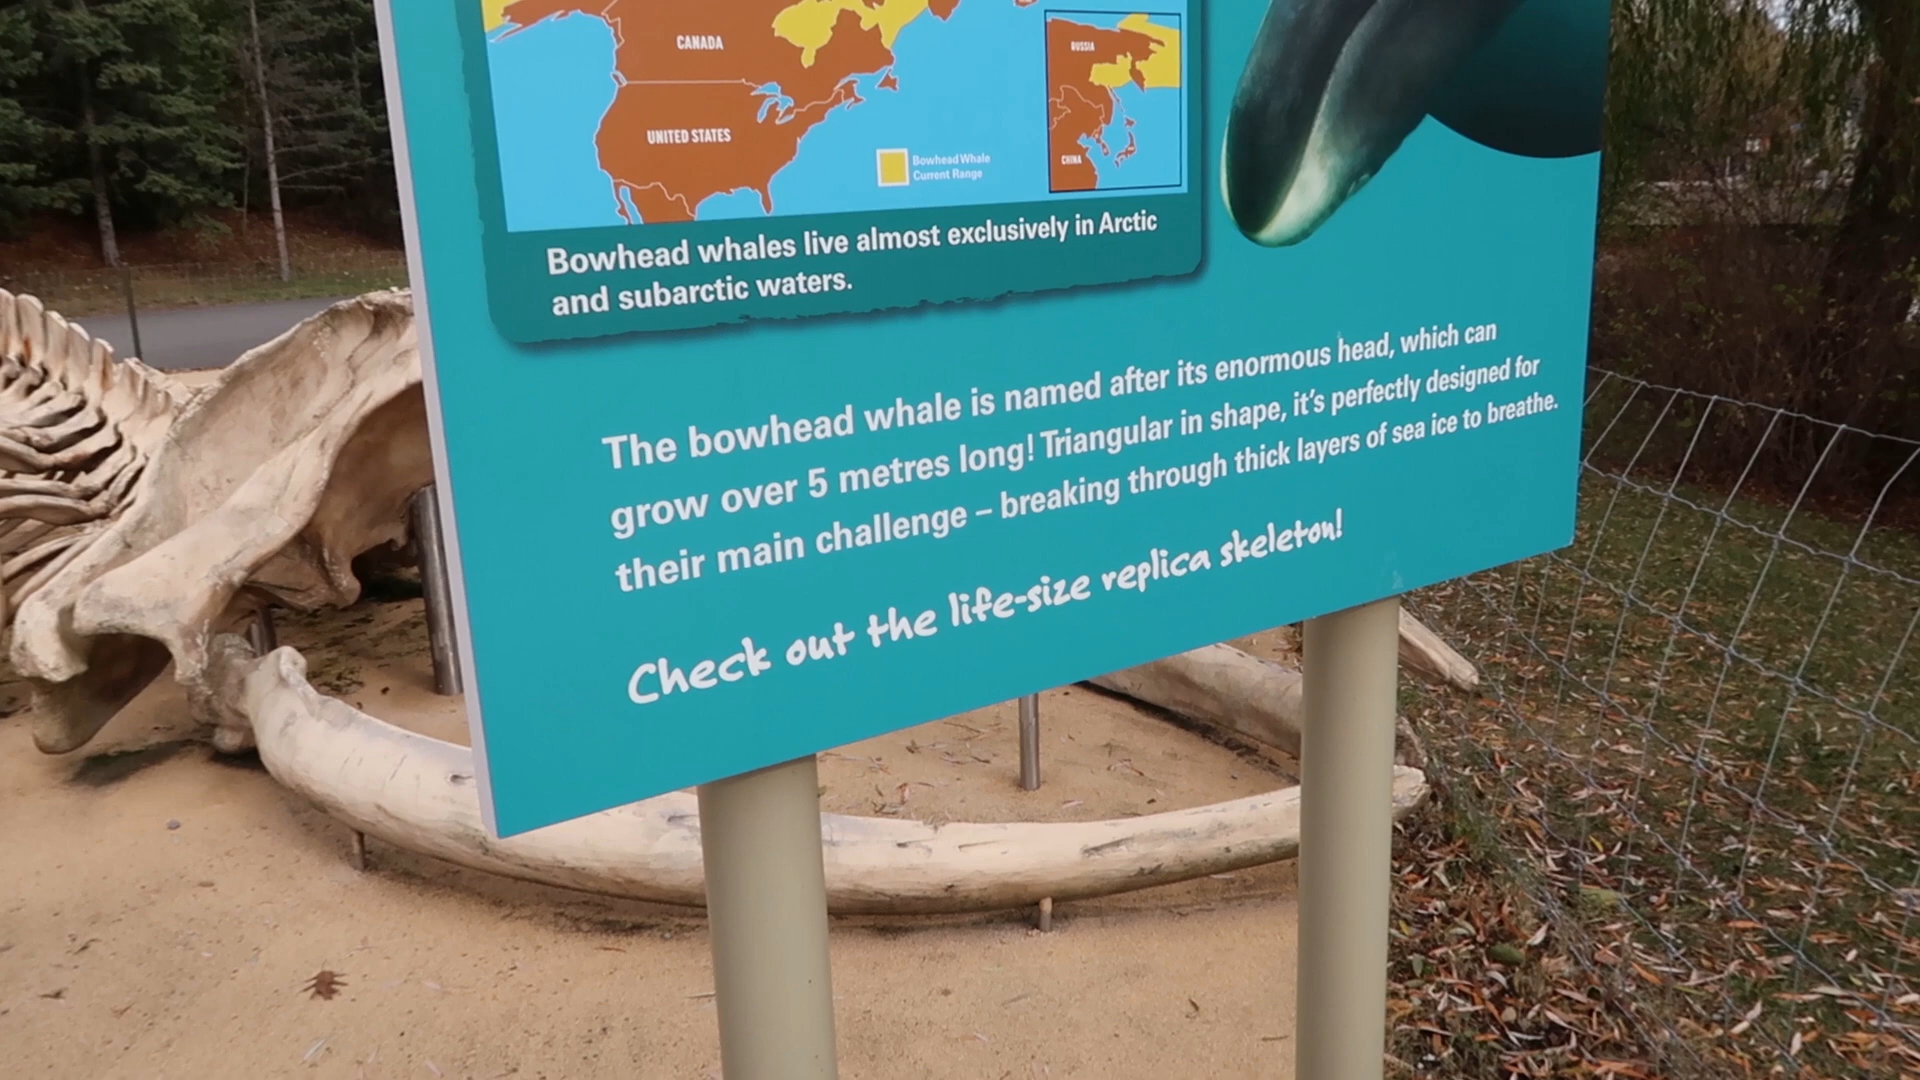 CANADA
RUSSIA
UNITED STATES
Bowhead Whale
Current Range
CHINA
Bowhead whales live almost exclusively in Arctic
and subarctic waters.
The bowhead whale is named after its enormous head, which can
grow over 5 metres long! Triangular in shape, it's perfectly designed for
their main challenge – breaking through thick layers of sea ice to breathe.
Check out the life-size replica skeleton!